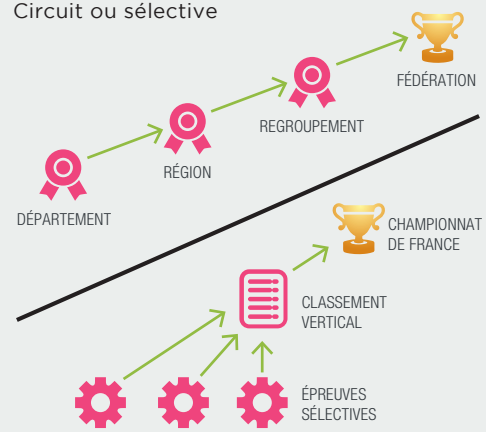 Circuit ou sélective
FÉDÉRATION
REGROUPEMENT
RÉGION
DÉPARTEMENT
CHAMPIONNAT
DE FRANCE
CLASSEMENT
VERTICAL
ÉPREUVES
SÉLECTIVES